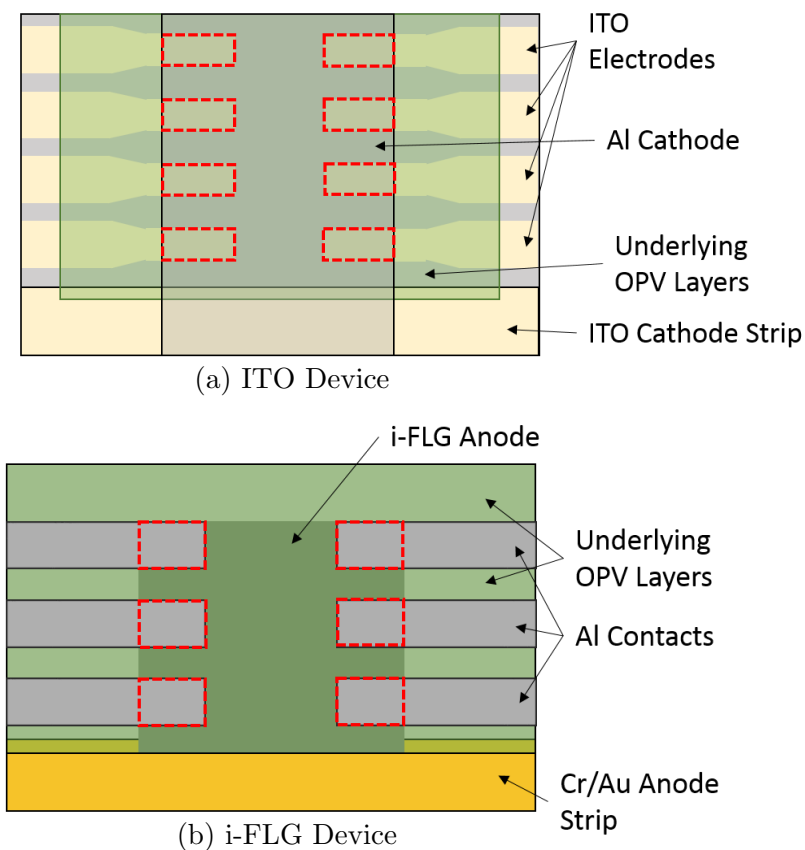 ITO
Electrodes
Al Cathode
Underlying
OPV Layers
ITO Cathode Strip
(a) ITO Device
i-FLG Anode
Underlying
OPV Layers
Al Contacts
Cr/Au Anode
Strip
(b) i-FLG Device